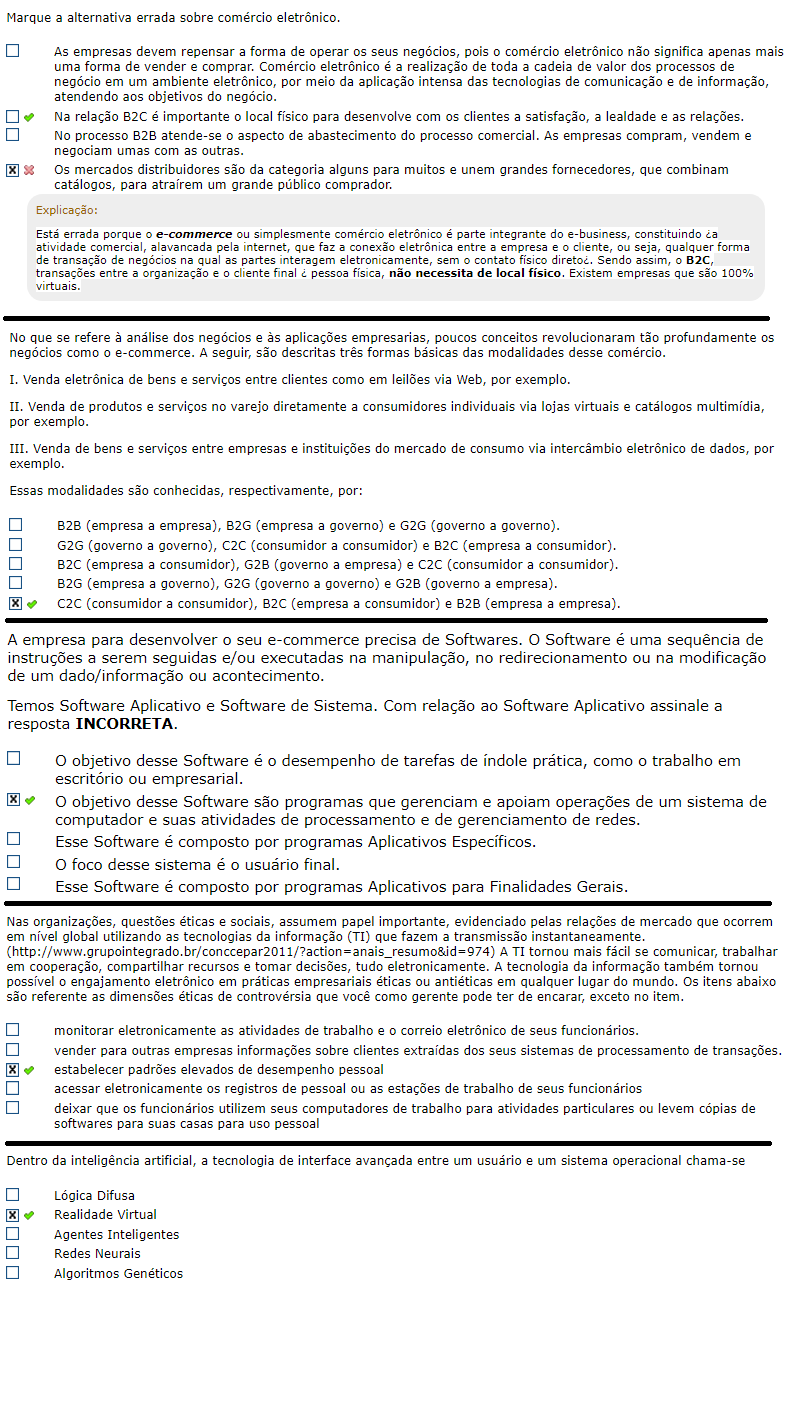 Marque a alternativa errada sobre comércio eletrônico.
As empresas devem repensar a forma de operar os seus negócios, pois o comércio eletrônico não significa apenas mais
uma forma de vender e comprar. Comércio eletrônico é a realização de toda a cadeia de valor dos processos de
negócio em um ambiente eletrônico, por meio da aplicação intensa das tecnologias de comunicação e de informação,
atendendo aos objetivos do negócio.
Na relação B2C é importante o local físico para desenvolve com os clientes a satisfação, a lealdade e as relações.
No processo B2B atende-se o aspecto de abastecimento do processo comercial. As empresas compram, vendem e
negociam umas com as outras.
Os mercados distribuidores são da categoria alguns para muitos e unem grandes fornecedores, que combinam
catálogos, para atraírem um grande público comprador.
Explicação:
Está errada porque o e-commerce ou simplesmente comércio eletrônico é parte integrante do e-business, constituindo ¿a
atividade comercial, alavancada pela internet, que faz a conexão eletrônica entre a empresa e o cliente, ou seja, qualquer forma
de transação de negócios na qual as partes interagem eletronicamente, sem o contato físico direto¿. Sendo assim, o B2C,
transações entre a organização e o cliente final ¿ pessoa física, não necessita de local físico. Existem empresas que são 100%
virtuais.
No que se refere à análise dos negócios e às aplicações empresarias, poucos conceitos revolucionaram tão profundamente os
negócios como o e-commerce. A seguir, são descritas três formas básicas das modalidades desse comércio.
I. Venda eletrônica de bens e serviços entre clientes como em leilões via Web, por exemplo.
II. Venda de produtos e serviços no varejo diretamente a consumidores individuais via lojas virtuais e catálogos multimídia,
por exemplo.
III. Venda de bens e serviços entre empresas e instituições do mercado de consumo via intercâmbio eletrônico de dados, por
exemplo.
Essas modalidades são conhecidas, respectivamente, por:
B2B (empresa a empresa), B2G (empresa a governo) e G2G (governo a governo).
G2G (governo a governo), C2C (consumidor a consumidor) e B2C (empresa a consumidor).
B2C (empresa a consumidor), G2B (governo a empresa) e C2C (consumidor a consumidor).
B2G (empresa a governo), G2G (governo a governo) e G2B (governo a empresa).
C2C (consumidor a consumidor), B2C (empresa a consumidor) e B2B (empresa a empresa).
A empresa para desenvolver o seu e-commerce precisa de Softwares. O Software é uma sequência de
instruções a serem seguidas e/ou executadas na manipulação, no redirecionamento ou na modificação
de um dado/informação ou acontecimento.
Temos Software Aplicativo e Software de Sistema. Com relação ao Software Aplicativo assinale a
resposta INCORRETA.
O objetivo desse Software é o desempenho de tarefas de índole prática, como o trabalho em
escritório ou empresarial.
O objetivo desse Software são programas que gerenciam e apoiam operações de um sistema de
computador e suas atividades de processamento e de gerenciamento de redes.
Esse Software é composto por programas Aplicativos Específicos.
O foco desse sistema é o usuário final.
Esse Software é composto por programas Aplicativos para Finalidades Gerais.
Nas organizações, questões éticas e sociais, assumem papel importante, evidenciado pelas relações de mercado que ocorrem
em nível global utilizando as tecnologias da informação (TI) que fazem a transmissão instantaneamente.
(http://www.grupointegrado.br/conccepar2011/?action=anais_resumo&id=974) A TI tornou mais fácil se comunicar, trabalhar
em cooperação, compartilhar recursos e tomar decisões, tudo eletronicamente. A tecnologia da informação também tornou
possível o engajamento eletrônico em práticas empresariais éticas ou antiéticas em qualquer lugar do mundo. Os itens abaixo
são referente as dimensões éticas de controvérsia que você como gerente pode ter de encarar, exceto no item.
monitorar eletronicamente as atividades de trabalho e o correio eletrônico de seus funcionários.
vender para outras empresas informações sobre clientes extraídas dos seus sistemas de processamento de transações.
estabelecer padrões elevados de desempenho pessoal
acessar eletronicamente os registros de pessoal ou as estações de trabalho de seus funcionários
deixar que os funcionários utilizem seus computadores de trabalho para atividades particulares ou levem cópias de
softwares para suas casas para uso pessoal
Dentro da inteligência artificial, a tecnologia de interface avançada entre um usuário e um sistema operacional chama-se
Lógica Difusa
Realidade Virtual
Agentes Inteligentes
Redes Neurais
Algoritmos Genéticos